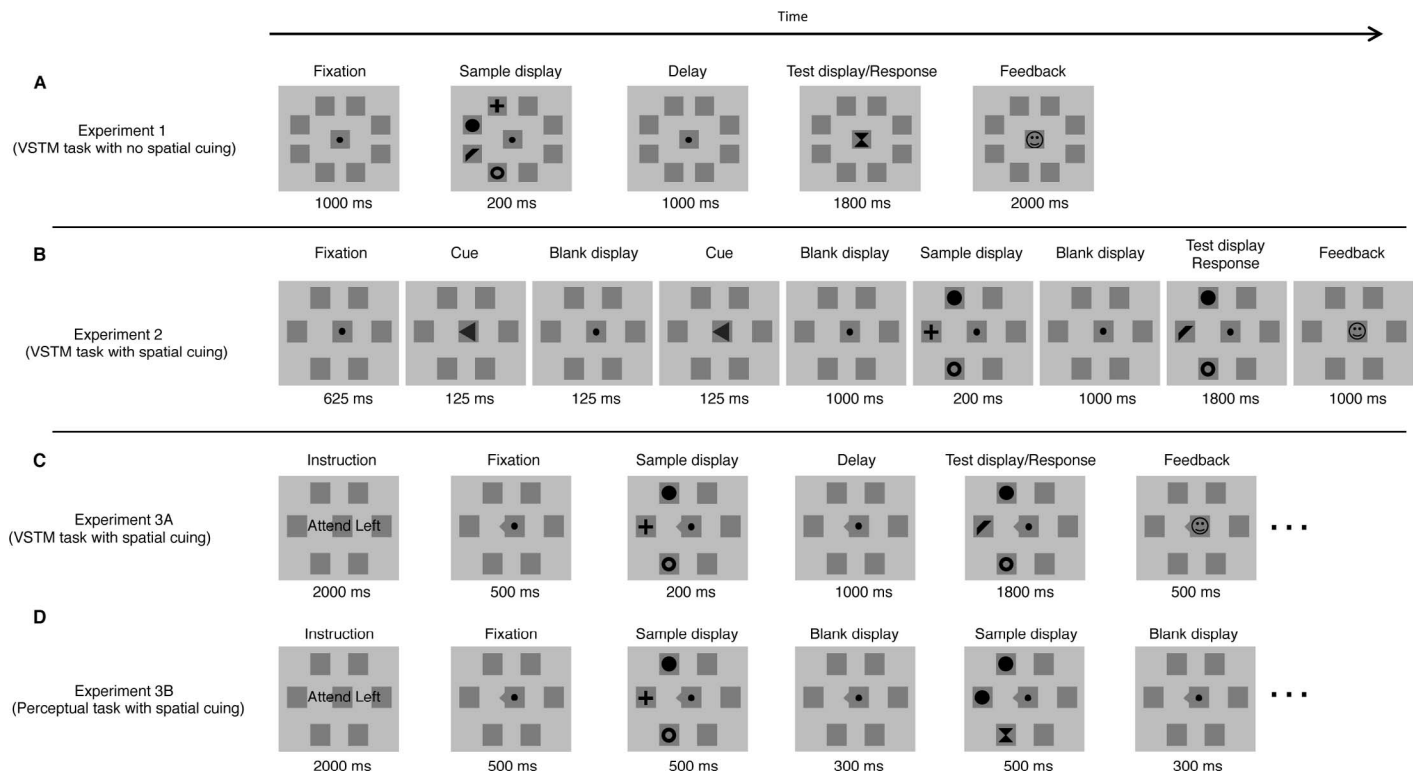 Time
A
Experiment 1
(VSTM task with no spatial cuing)
Fixation
Sample display
Delay
Test display/Response
Feedback
1000 ms
200 ms
1000 ms
1800 ms
2000 ms
B
Experiment 2
(VSTM task with spatial cuing)
Fixation
Cue
Blank display
Cue
Blank display
Sample display
Blank display
Test display
Response
Feedback
625 ms
125 ms
125 ms
125 ms
1000 ms
200 ms
1000 ms
1800 ms
1000 ms
C
Experiment 3A
(VSTM task with spatial cuing)
Instruction
Fixation
Sample display
Delay
Test display/Response
Feedback
Attend Left
2000 ms
500 ms
200 ms
1000 ms
1800 ms
500 ms
D
Experiment 3B
(Perceptual task with spatial cuing)
Instruction
Fixation
Sample display
Blank display
Sample display
Blank display
Attend Left
2000 ms
500 ms
500 ms
300 ms
500 ms
300 ms